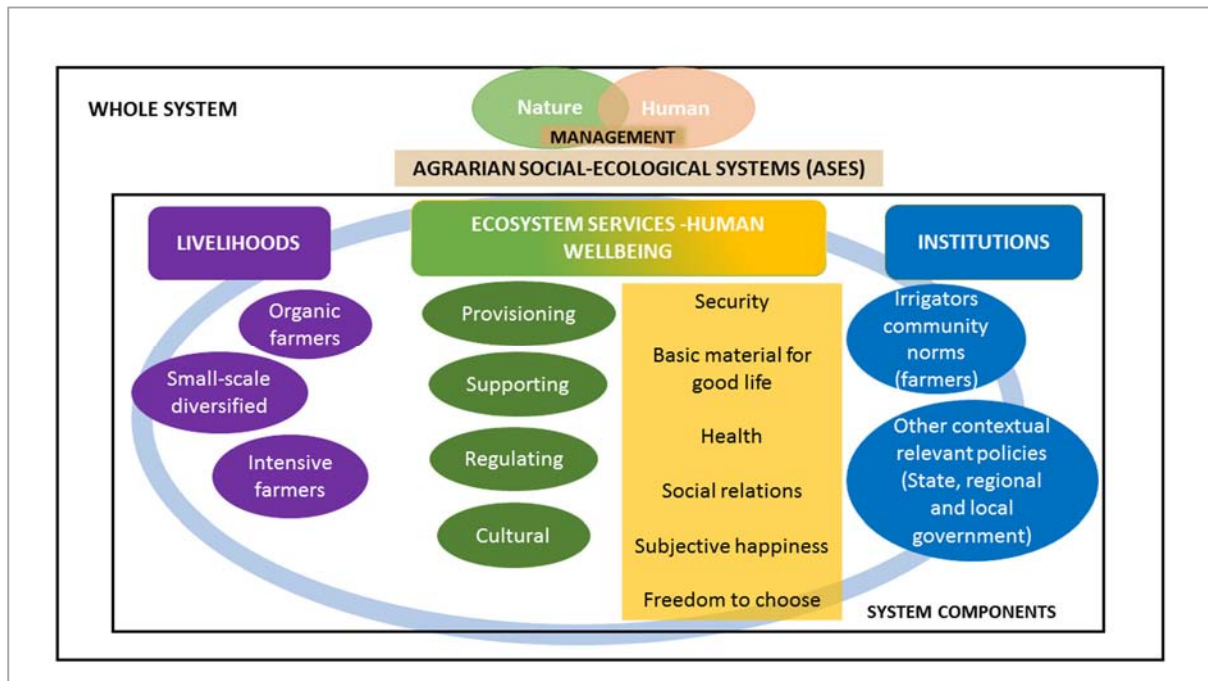 WHOLE SYSTEM
Nature
Human
MANAGEMENT
AGRARIAN SOCIAL-ECOLOGICAL SYSTEMS (ASES)
LIVELIHOODS
Organic
farmers
Small-scale
diversified
Intensive
farmers
ECOSYSTEM SERVICES -HUMAN
WELLBEING
Provisioning
Supporting
Regulating
Cultural
Security
Basic material for
good life
Health
Social relations
Subjective happiness
Freedom to choose
INSTITUTIONS
Irrigators
community
norms
(farmers)
Other contextual
relevant policies
(State, regional
and local
government)
SYSTEM COMPONENTS